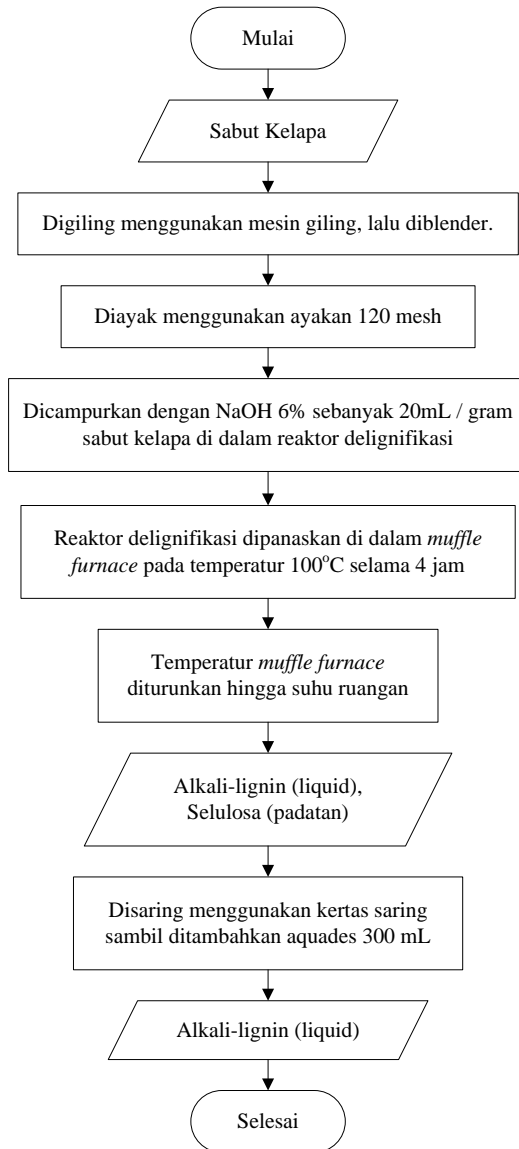 Mulai
Sabut Kelapa
Digiling menggunakan mesin giling, lalu diblender.
Diayak menggunakan ayakan 120 mesh
Dicampurkan dengan NaOH 6% sebanyak 20mL / gram
sabut kelapa di dalam reaktor delignifikasi
Reaktor delignifikasi dipanaskan di dalam muffle
furnace pada temperatur 100°C selama 4 jam
Temperatur muffle furnace
diturunkan hingga suhu ruangan
Alkali-lignin (liquid),
Selulosa (padatan)
Disaring menggunakan kertas saring
sambil ditambahkan aquades 300 mL
Alkali-lignin (liquid)
Selesai